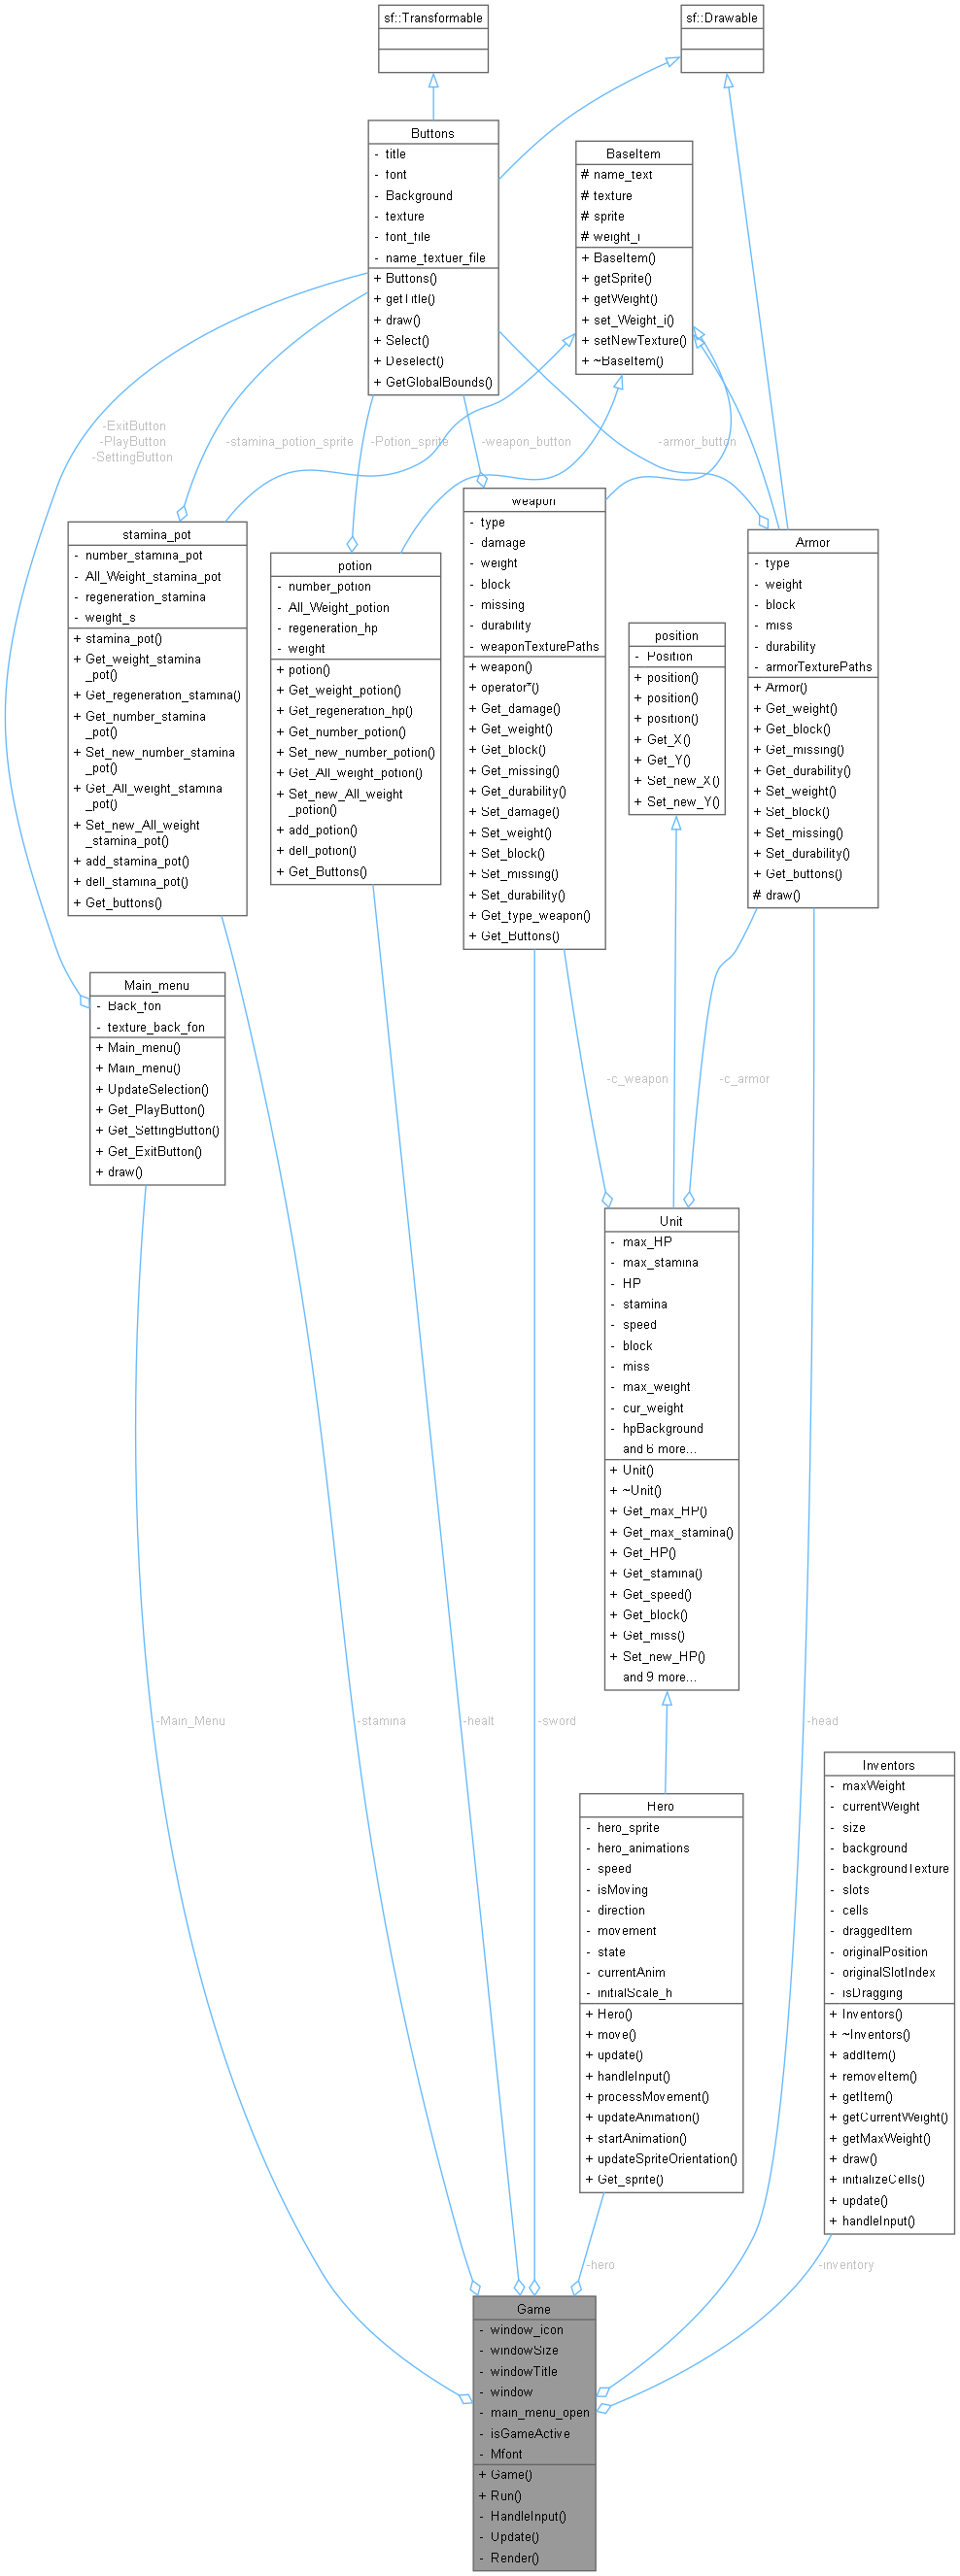 sf::Transformable
sf::Drawable
Buttons
- title
- font
- Background
- texture
- font_file
- name_textuer_file
+ Buttons()
+ getTitle()
+ draw()
+ Select()
+ Deselect()
+ GetGlobalBounds()
BaseItem
# name_text
# texture
# sprite
# weight_i
+ BaseItem()
+ getSprite()
+ getWeight()
+ set_Weight_i()
+ setNewTexture()
+ ~BaseItem()
-ExitButton
-PlayButton
-SettingButton
-stamina_potion_sprite
-Potion_sprite
-weapon_button
-armor_button
stamina_pot
- number_stamina_pot
- All_Weight_stamina_pot
- regeneration_stamina
- weight_s
+ stamina_pot()
+ Get_weight_stamina
_pot()
+ Get_regeneration_stamina()
+ Get_number_stamina
_pot()
+ Set_new_number_stamina
_pot()
+ Get_All_weight_stamina
_pot()
+ Set_new_All_weight
_stamina_pot()
+ add_stamina_pot()
+ dell_stamina_pot()
+ Get_buttons()
potion
- number_potion
- All_Weight_potion
- regeneration_hp
- weight
+ potion()
+ Get_weight_potion()
+ Get_regeneration_hp()
+ Get_number_potion()
+ Set_new_number_potion()
+ Get_All_weight_potion()
+ Set_new_All_weight
_potion()
+ add_potion()
+ dell_potion()
+ Get_Buttons()
weapon
- type
- damage
- weight
- block
- missing
- durability
- weaponTexturePaths
+ weapon()
+ operator*()
+ Get_damage()
+ Get_weight()
+ Get_block()
+ Get_missing()
+ Get_durability()
+ Set_damage()
+ Set_weight()
+ Set_block()
+ Set_missing()
+ Set_durability()
+ Get_type_weapon()
+ Get_Buttons()
position
- Position
+ position()
+ position()
+ position()
+ Get_X()
+ Get_Y()
+ Set_new_X()
+ Set_new_Y()
Armor
- type
- weight
- block
- miss
- durability
- armorTexturePaths
+ Armor()
+ Get_weight()
+ Get_block()
+ Get_missing()
+ Get_durability()
+ Set_weight()
+ Set_block()
+ Set_missing()
+ Set_durability()
+ Get_buttons()
# draw()
Main_menu
- Back_fon
- texture_back_fon
+ Main_menu()
+ Main_menu()
+ UpdateSelection()
+ Get_PlayButton()
+ Get_SettingButton()
+ Get_ExitButton()
+ draw()
-c_weapon
-c_armor
Unit
- max_HP
- max_stamina
- HP
- stamina
- speed
- block
- miss
- max_weight
- cur_weight
- hpBackground
and 6 more...
+ Unit()
+ ~Unit()
+ Get_max_HP()
+ Get_max_stamina()
+ Get_HP()
+ Get_stamina()
+ Get_speed()
+ Get_block()
+ Get_miss()
+ Set_new_HP()
and 9 more...
-Main_Menu
-stamina
-healt
-sword
-head
Hero
- hero_sprite
- hero_animations
- speed
- isMoving
- direction
- movement
- state
- currentAnim
- initialScale_h
+ Hero()
+ move()
+ update()
+ handleInput()
+ processMovement()
+ updateAnimation()
+ startAnimation()
+ updateSpriteOrientation()
+ Get_sprite()
Inventors
- maxWeight
- currentWeight
- size
- background
- backgroundTexture
- slots
- cells
- draggedItem
- originalPosition
- originalSlotIndex
- isDragging
+ Inventors()
+ ~Inventors()
+ addItem()
+ removeItem()
+ getItem()
+ getCurrentWeight()
+ getMaxWeight()
+ draw()
+ initializeCells()
+ update()
+ handleInput()
-hero
-inventory
Game
- window_icon
- windowSize
- windowTitle
- window
- main_menu_open
- isGameActive
- Mfont
+ Game()
+ Run()
- HandleInput()
- Update()
- Render()